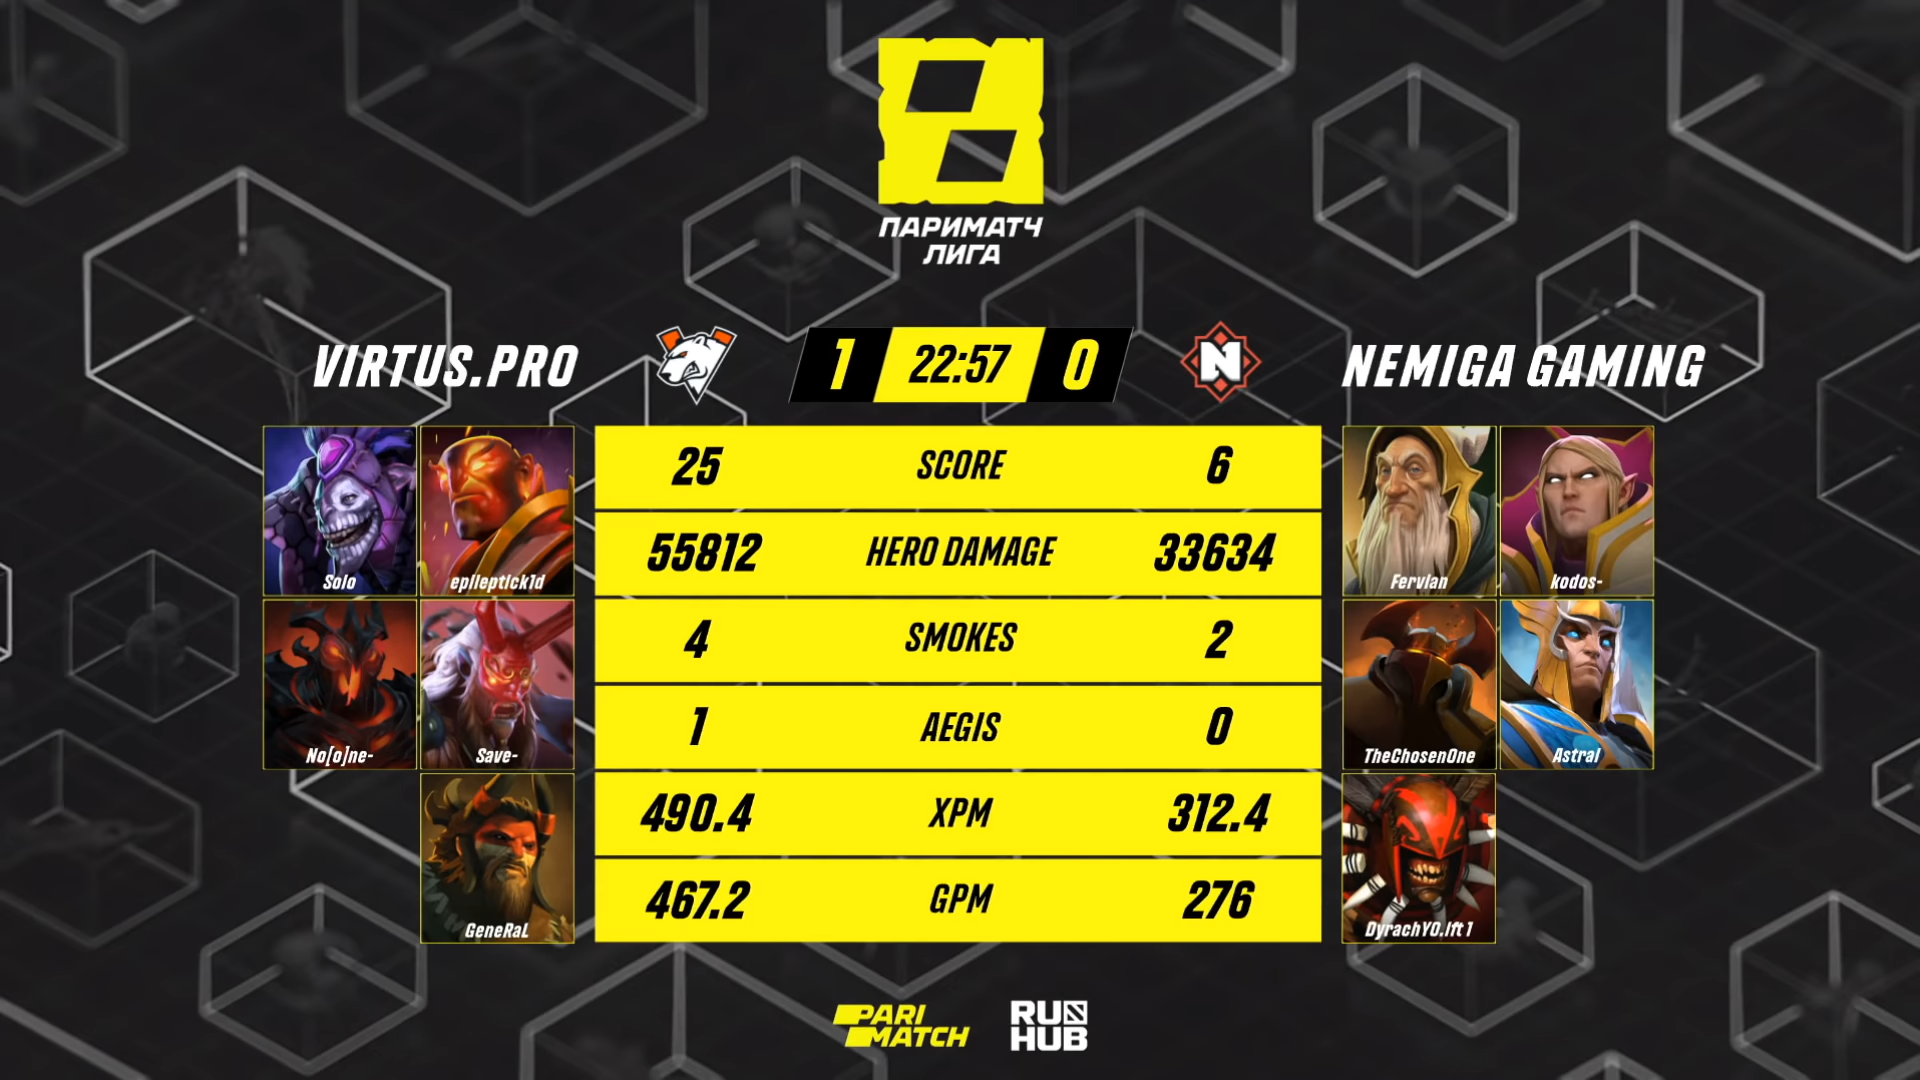 ПАРИМАТЧ
ЛИГА
VIRTUS.PRO 1 22:57 0 N NEMIGA GAMING
25 SCORE 6
55812 HERO DAMAGE 33634
Solo epileptick1d Fervian kodos-
4 SMOKES 2
1 AEGIS 0
No[o]ne- Save- TheChosenOne Astral
490.4 XPM 312.4
467.2 GPM 276
GeneRaL DyrachYO.lft 1
PARI
MATCH
RU
HUB